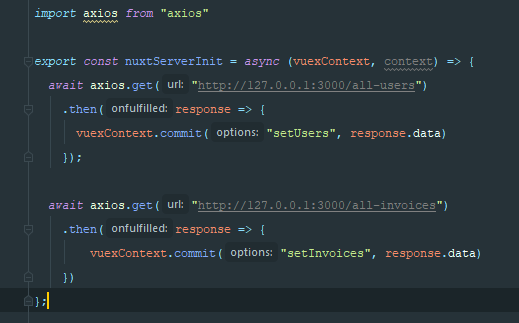 import axios from "axios"
export const nuxtServerInit = async (vuexContext, context) => {
await axios.get( url: "http://127.0.0.1:3000/all-users")
.then( onfulfilled: response => {
vuexContext.commit( options: "setUsers", response.data)
});
await axios.get( url: "http://127.0.0.1:3000/all-invoices")
.then( onfulfilled: response => {
vuexContext.commit( options: "setInvoices", response.data)
})
};